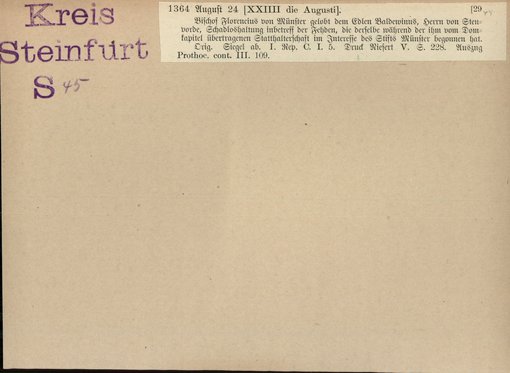 Kreis
Steinfurt
S 45
1364 August 24 [XXIIII die Augusti]. [29
Bischof Florencius von Münster gelobt dem Edlen Baldewinus, Herrn von Sten-
vorde, Schadloshaltung inbetreff der Fehden, die derselbe während der ihm vom Dom-
kapitel übertragenen Statthalterschaft im Interesse des Stifts Münster begonnen hat.
Orig. Siegel ab. I. Rep. C. I. 5. Druck Niesert V. S. 228. Auszug
Prothoc. cont. III. 109.